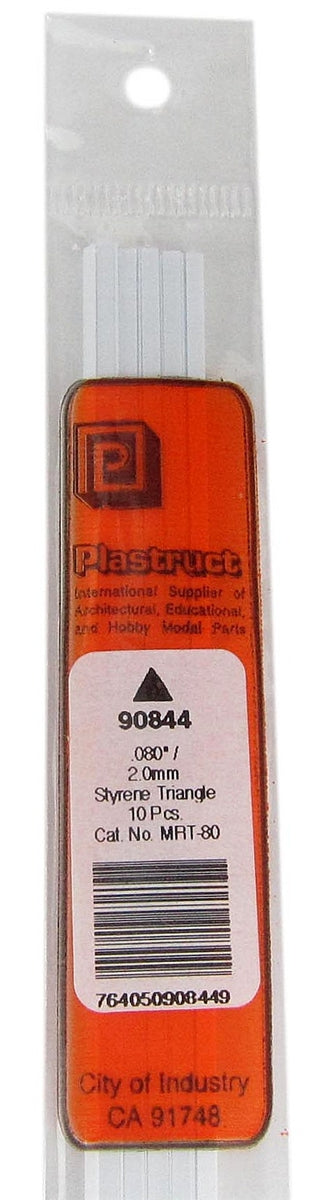 P
Plastruct
International Supplier of
Architectural, Educational,
and Hobby Model Parts
90844
.080" /
2.0mm
Styrene Triangle
10 Pcs.
Cat. No. MRT-80
764050908449
City of Industry
CA 91748